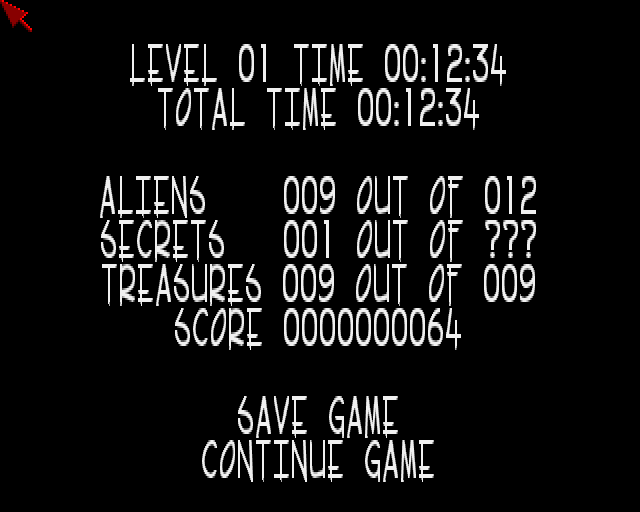 LEVEL 01 TIME 00:12:34
TOTAL TIME 00:12:34
ALIENS 009 OUT OF 012
SECRETS 001 OUT OF ???
TREASURES 009 OUT OF 009
SCORE 0000000064
SAVE GAME
CONTINUE GAME